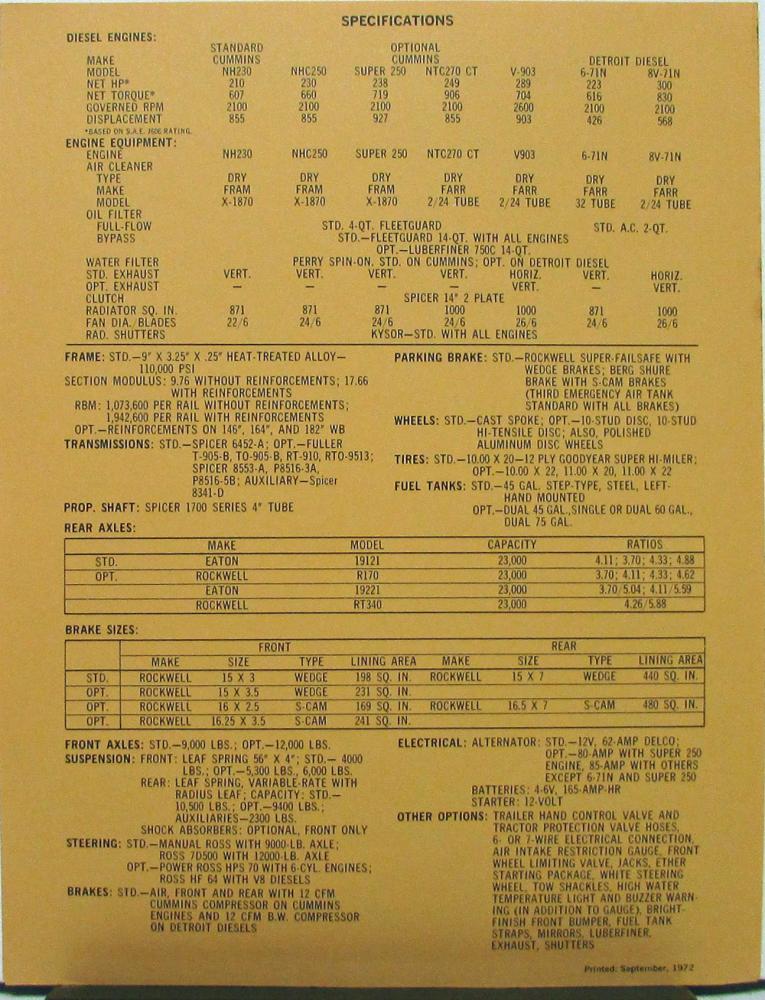 SPECIFICATIONS
DIESEL ENGINES:
STANDARD OPTIONAL
MAKE CUMMINS CUMMINS DETROIT DIESEL
MODEL NH230 NHC250 SUPER 250 NTC270 CT V-903 6-71N 8V-71N
NET HP* 210 230 238 249 289 223 300
NET TORQUE* 607 660 719 906 704 616 830
GOVERNED RPM 2100 2100 2100 2100 2600 2100 2100
DISPLACEMENT 855 855 927 855 903 426 568
*BASED ON S.A.E. J606 RATING.
ENGINE EQUIPMENT:
ENGINE NH230 NHC250 SUPER 250 NTC270 CT V903 6-71N 8V-71N
AIR CLEANER
TYPE DRY DRY DRY DRY DRY DRY DRY
MAKE FRAM FRAM FRAM FARR FARR FARR FARR
MODEL X-1870 X-1870 X-1870 2/24 TUBE 2/24 TUBE 32 TUBE 2/24 TUBE
OIL FILTER
FULL-FLOW STD. 4-QT. FLEETGUARD STD. A.C. 2-QT.
BYPASS STD.—FLEETGUARD 14-QT. WITH ALL ENGINES
OPT.—LUBERFINER 750C 14-QT.
WATER FILTER PERRY SPIN-ON. STD. ON CUMMINS; OPT. ON DETROIT DIESEL
STD. EXHAUST VERT. VERT. VERT. VERT. HORIZ. VERT. HORIZ.
OPT. EXHAUST — — — — VERT. — VERT.
CLUTCH SPICER 14" 2 PLATE
RADIATOR SQ. IN. 871 871 871 1000 1000 871 1000
FAN DIA./BLADES 22/6 24/6 24/6 24/6 26/6 24/6 26/6
RAD. SHUTTERS KYSOR—STD. WITH ALL ENGINES
FRAME: STD.—9" X 3.25" X .25" HEAT-TREATED ALLOY—
110,000 PSI
SECTION MODULUS: 9.76 WITHOUT REINFORCEMENTS; 17.66
WITH REINFORCEMENTS
RBM: 1,073,600 PER RAIL WITHOUT REINFORCEMENTS;
1,942,600 PER RAIL WITH REINFORCEMENTS
OPT.—REINFORCEMENTS ON 146", 164", AND 182" WB
TRANSMISSIONS: STD.—SPICER 6452-A; OPT.—FULLER
T-905-B, TO-905-B, RT-910, RTO-9513;
SPICER 8553-A, P8516-3A,
P8516-5B; AUXILIARY—Spicer
8341-D
PROP. SHAFT: SPICER 1700 SERIES 4" TUBE
PARKING BRAKE: STD.—ROCKWELL SUPER-FAILSAFE WITH
WEDGE BRAKES; BERG SHURE
BRAKE WITH S-CAM BRAKES
(THIRD EMERGENCY AIR TANK
STANDARD WITH ALL BRAKES)
WHEELS: STD.—CAST SPOKE; OPT.—10-STUD DISC, 10-STUD
HI-TENSILE DISC; ALSO, POLISHED
ALUMINUM DISC WHEELS
TIRES: STD.—10.00 X 20—12 PLY GOODYEAR SUPER HI-MILER;
OPT.—10.00 X 22, 11.00 X 20, 11.00 X 22
FUEL TANKS: STD.—45 GAL. STEP-TYPE, STEEL, LEFT-
HAND MOUNTED
OPT.—DUAL 45 GAL.,SINGLE OR DUAL 60 GAL.,
DUAL 75 GAL.
REAR AXLES:
MAKE MODEL CAPACITY RATIOS
STD. EATON 19121 23,000 4.11; 3.70; 4.33; 4.88
OPT. ROCKWELL R170 23,000 3.70; 4.11; 4.33; 4.62
EATON 19221 23,000 3.70/5.04; 4.11/5.59
ROCKWELL RT340 23,000 4.26/5.88
BRAKE SIZES:
FRONT REAR
MAKE SIZE TYPE LINING AREA MAKE SIZE TYPE LINING AREA
STD. ROCKWELL 15 X 3 WEDGE 198 SQ. IN. ROCKWELL 15 X 7 WEDGE 440 SQ. IN.
OPT. ROCKWELL 15 X 3.5 WEDGE 231 SQ. IN.
OPT. ROCKWELL 16 X 2.5 S-CAM 169 SQ. IN. ROCKWELL 16.5 X 7 S-CAM 480 SQ. IN.
OPT. ROCKWELL 16.25 X 3.5 S-CAM 241 SQ. IN.
FRONT AXLES: STD.—9,000 LBS.; OPT.—12,000 LBS.
SUSPENSION: FRONT: LEAF SPRING 56" X 4"; STD.— 4000
LBS.; OPT.—5,300 LBS., 6,000 LBS.
REAR: LEAF SPRING, VARIABLE-RATE WITH
RADIUS LEAF; CAPACITY: STD.—
10,500 LBS.; OPT.—9400 LBS.;
AUXILIARIES—2300 LBS.
SHOCK ABSORBERS: OPTIONAL, FRONT ONLY
STEERING: STD.—MANUAL ROSS WITH 9000-LB. AXLE;
ROSS 7D500 WITH 12000-LB. AXLE
OPT.—POWER ROSS HPS 70 WITH 6-CYL. ENGINES;
ROSS HF 64 WITH V8 DIESELS
BRAKES: STD.—AIR, FRONT AND REAR WITH 12 CFM
CUMMINS COMPRESSOR ON CUMMINS
ENGINES AND 12 CFM B.W. COMPRESSOR
ON DETROIT DIESELS
ELECTRICAL: ALTERNATOR: STD.—12V, 62-AMP DELCO;
OPT.—80-AMP WITH SUPER 250
ENGINE, 85-AMP WITH OTHERS
EXCEPT 6-71N AND SUPER 250
BATTERIES: 4-6V, 165-AMP-HR
STARTER: 12-VOLT
OTHER OPTIONS: TRAILER HAND CONTROL VALVE AND
TRACTOR PROTECTION VALVE HOSES,
6- OR 7-WIRE ELECTRICAL CONNECTION,
AIR INTAKE RESTRICTION GAUGE, FRONT
WHEEL LIMITING VALVE, JACKS, ETHER
STARTING PACKAGE, WHITE STEERING
WHEEL, TOW SHACKLES, HIGH WATER
TEMPERATURE LIGHT AND BUZZER WARN-
ING (IN ADDITION TO GAUGE), BRIGHT-
FINISH FRONT BUMPER, FUEL TANK
STRAPS, MIRRORS, LUBERFINER,
EXHAUST, SHUTTERS
Printed: September, 1972